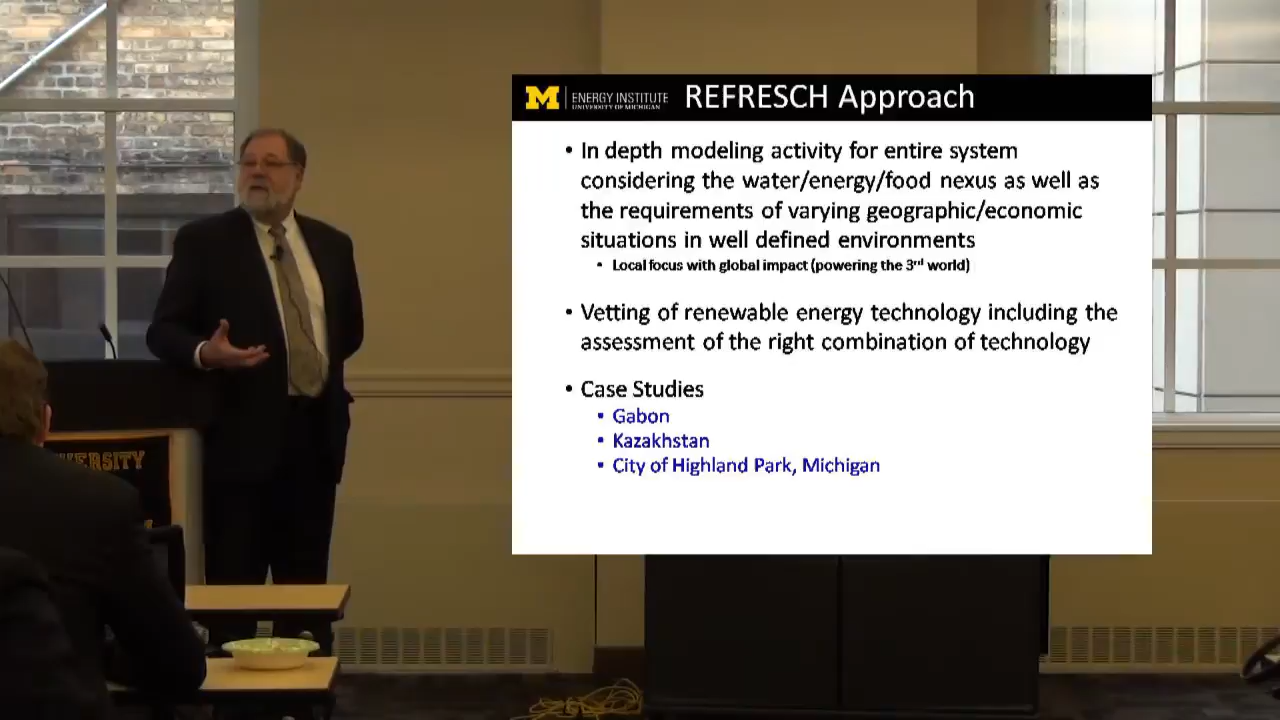 M ENERGY INSTITUTE REFRESCH Approach
UNIVERSITY OF MICHIGAN
• In depth modeling activity for entire system
considering the water/energy/food nexus as well as
the requirements of varying geographic/economic
situations in well defined environments
• Local focus with global impact (powering the 3rd world)
• Vetting of renewable energy technology including the
assessment of the right combination of technology
• Case Studies
• Gabon
• Kazakhstan
• City of Highland Park, Michigan